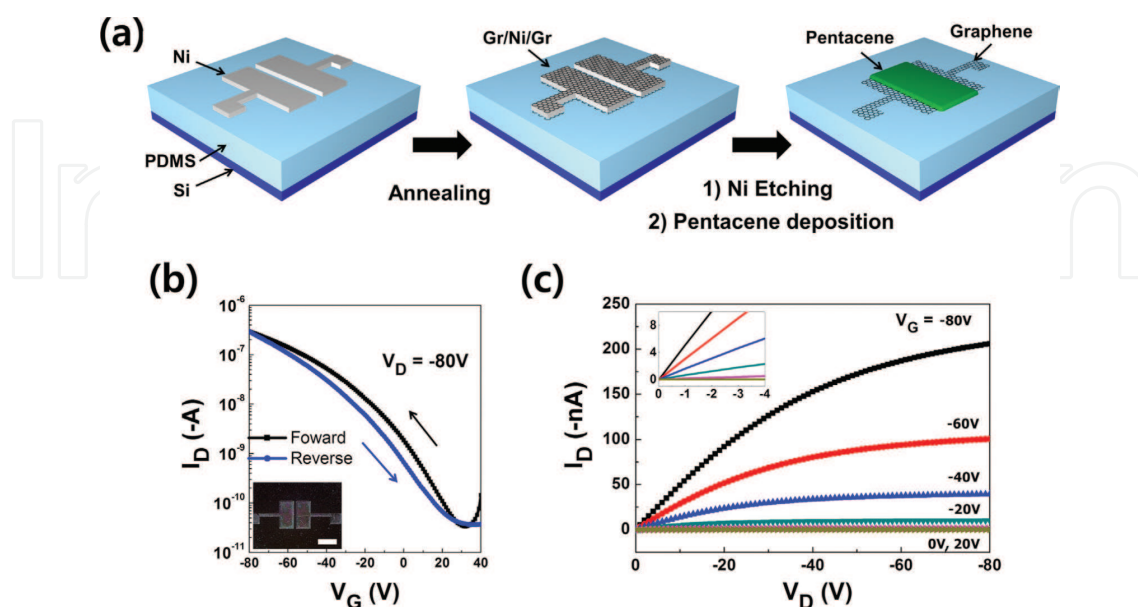 (a)
Ni
Gr/Ni/Gr
Pentacene
Graphene
PDMS
Si
Annealing
1) Ni Etching
2) Pentacene deposition
(b)
10^-6
10^-7
10^-8
10^-9
10^-10
10^-11
I_D (-A)
V_D = -80V
Foward
Reverse
-80 -60 -40 -20 0 20 40
V_G (V)
(c)
250
200
150
100
50
25
0
I_D (-nA)
8
4
0
0 -1 -2 -3 -4
V_G = -80V
-60V
-40V
-20V
0V, 20V
0 -20 -40 -60 -80
V_D (V)